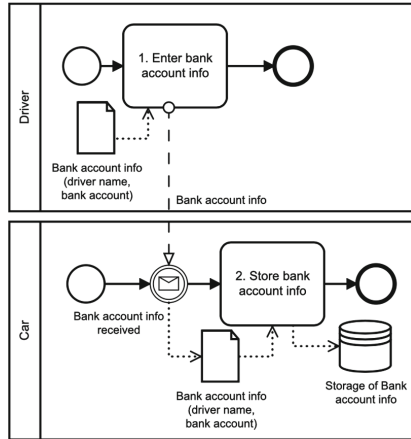 Driver
1. Enter bank
account info
Bank account info
(driver name,
bank account)
Bank account info
Car
Bank account info
received
2. Store bank
account info
Bank account info
(driver name,
bank account)
Storage of Bank
account info